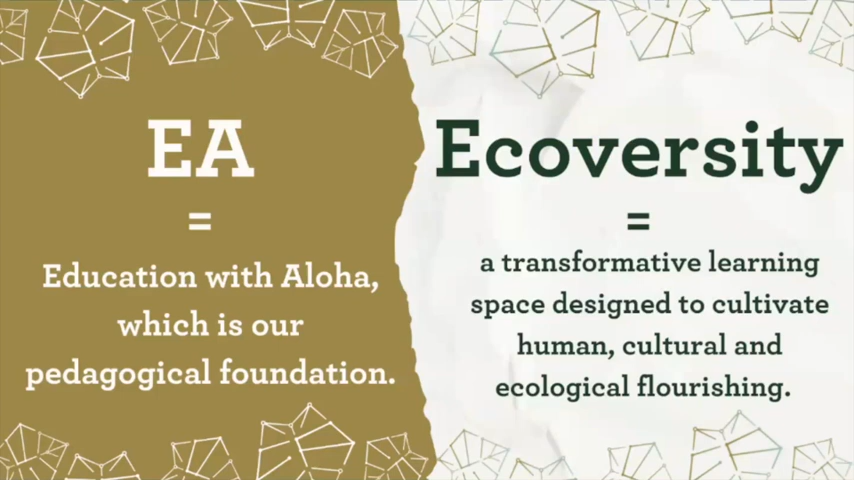 EA
=
Education with Aloha,
which is our
pedagogical foundation.
Ecoversity
=
a transformative learning
space designed to cultivate
human, cultural and
ecological flourishing.